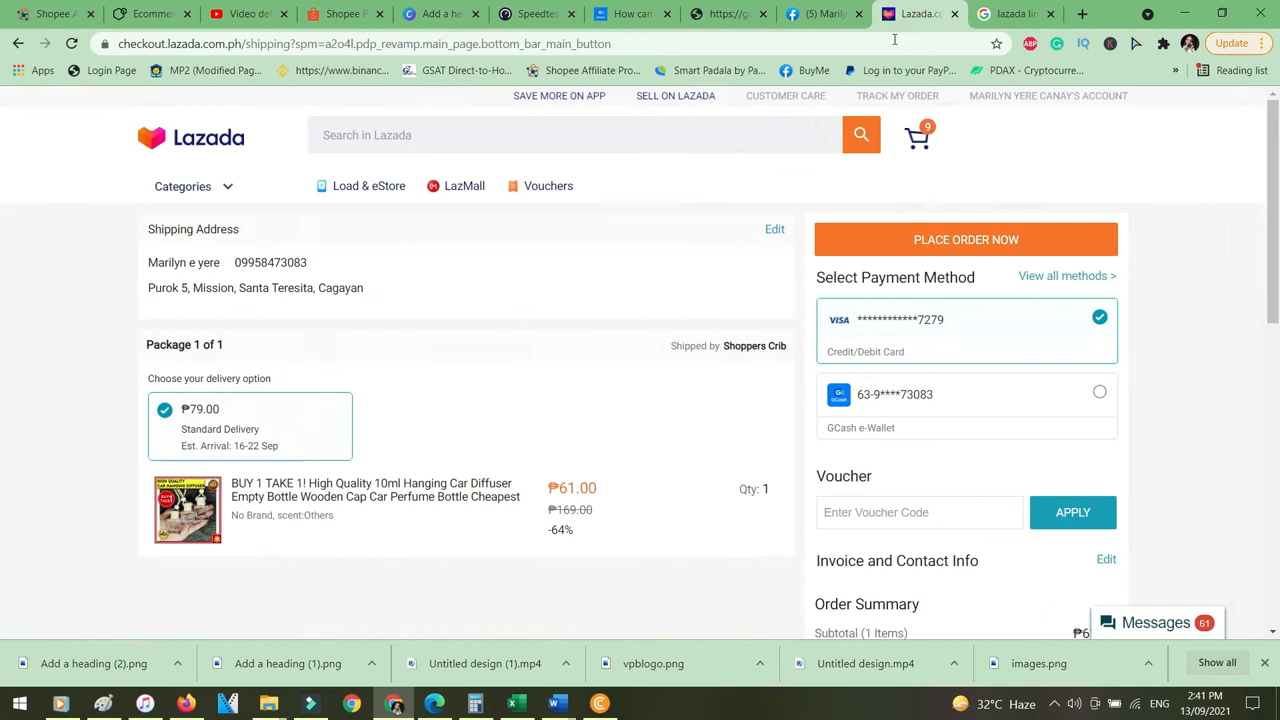 Shopee P
Ecommer
Video def
Shopee P
Add a he
Speedtes
How can
https://go
(5) Marily
Lazada.co
lazada lin
checkout.lazada.com.ph/shipping?spm=a2o4l.pdp_revamp.main_page.bottom_bar_main_button
Update
Apps
Login Page
MP2 (Modified Pag...
https://www.binanc...
GSAT Direct-to-Ho...
Shopee Affiliate Pro...
Smart Padala by Pa...
BuyMe
Log in to your PayP...
PDAX - Cryptocurre...
»
Reading list
SAVE MORE ON APP
SELL ON LAZADA
CUSTOMER CARE
TRACK MY ORDER
MARILYN YERE CANAY'S ACCOUNT
Lazada
Search in Lazada
9
Categories
Load & eStore
LazMall
Vouchers
Shipping Address
Edit
Marilyn e yere 09958473083
Purok 5, Mission, Santa Teresita, Cagayan
Package 1 of 1
Shipped by Shoppers Crib
Choose your delivery option
₱79.00
Standard Delivery
Est. Arrival: 16-22 Sep
BUY 1 TAKE 1! High Quality 10ml Hanging Car Diffuser
Empty Bottle Wooden Cap Car Perfume Bottle Cheapest
No Brand, scent:Others
₱61.00
₱169.00
-64%
Qty: 1
PLACE ORDER NOW
Select Payment Method
View all methods >
VISA ************7279
Credit/Debit Card
GCash 63-9****73083
GCash e-Wallet
Voucher
Enter Voucher Code
APPLY
Invoice and Contact Info
Edit
Order Summary
Subtotal (1 Items)
₱6
Messages 61
Add a heading (2).png
Add a heading (1).png
Untitled design (1).mp4
vpblogo.png
Untitled design.mp4
images.png
Show all
32°C Haze
ENG
2:41 PM
13/09/2021